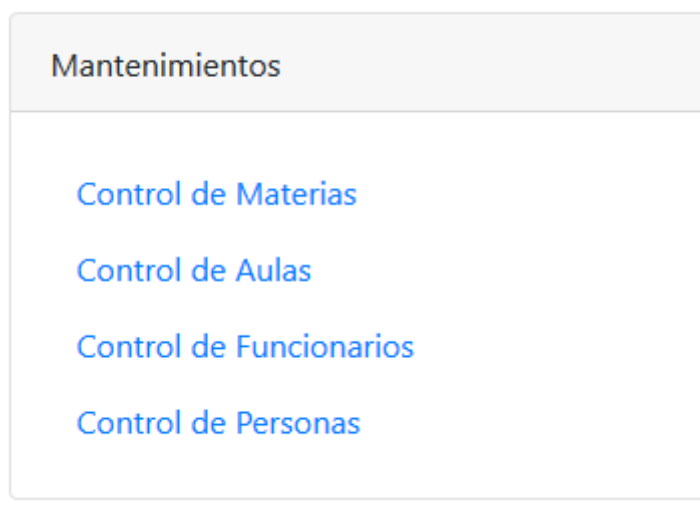 Mantenimientos
Control de Materias
Control de Aulas
Control de Funcionarios
Control de Personas